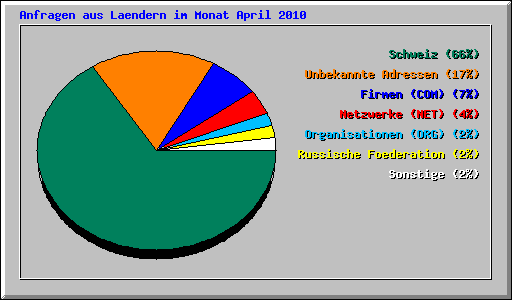 Anfragen aus Laendern im Monat April 2010
Schweiz (66%)
Unbekannte Adressen (17%)
Firmen (COM) (7%)
Netzwerke (NET) (4%)
Organisationen (ORG) (2%)
Russische Foederation (2%)
Sonstige (2%)